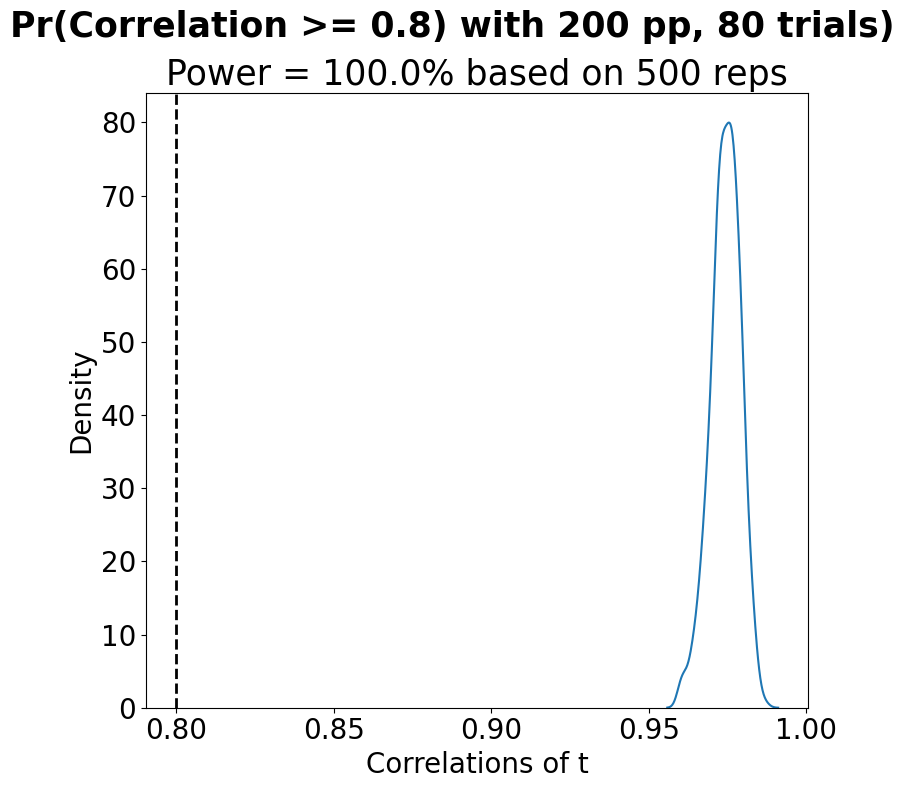 Pr(Correlation >= 0.8) with 200 pp, 80 trials)
Power = 100.0% based on 500 reps
80
70
60
50
40
30
20
10
0
Density
0.80 0.85 0.90 0.95 1.00
Correlations of t